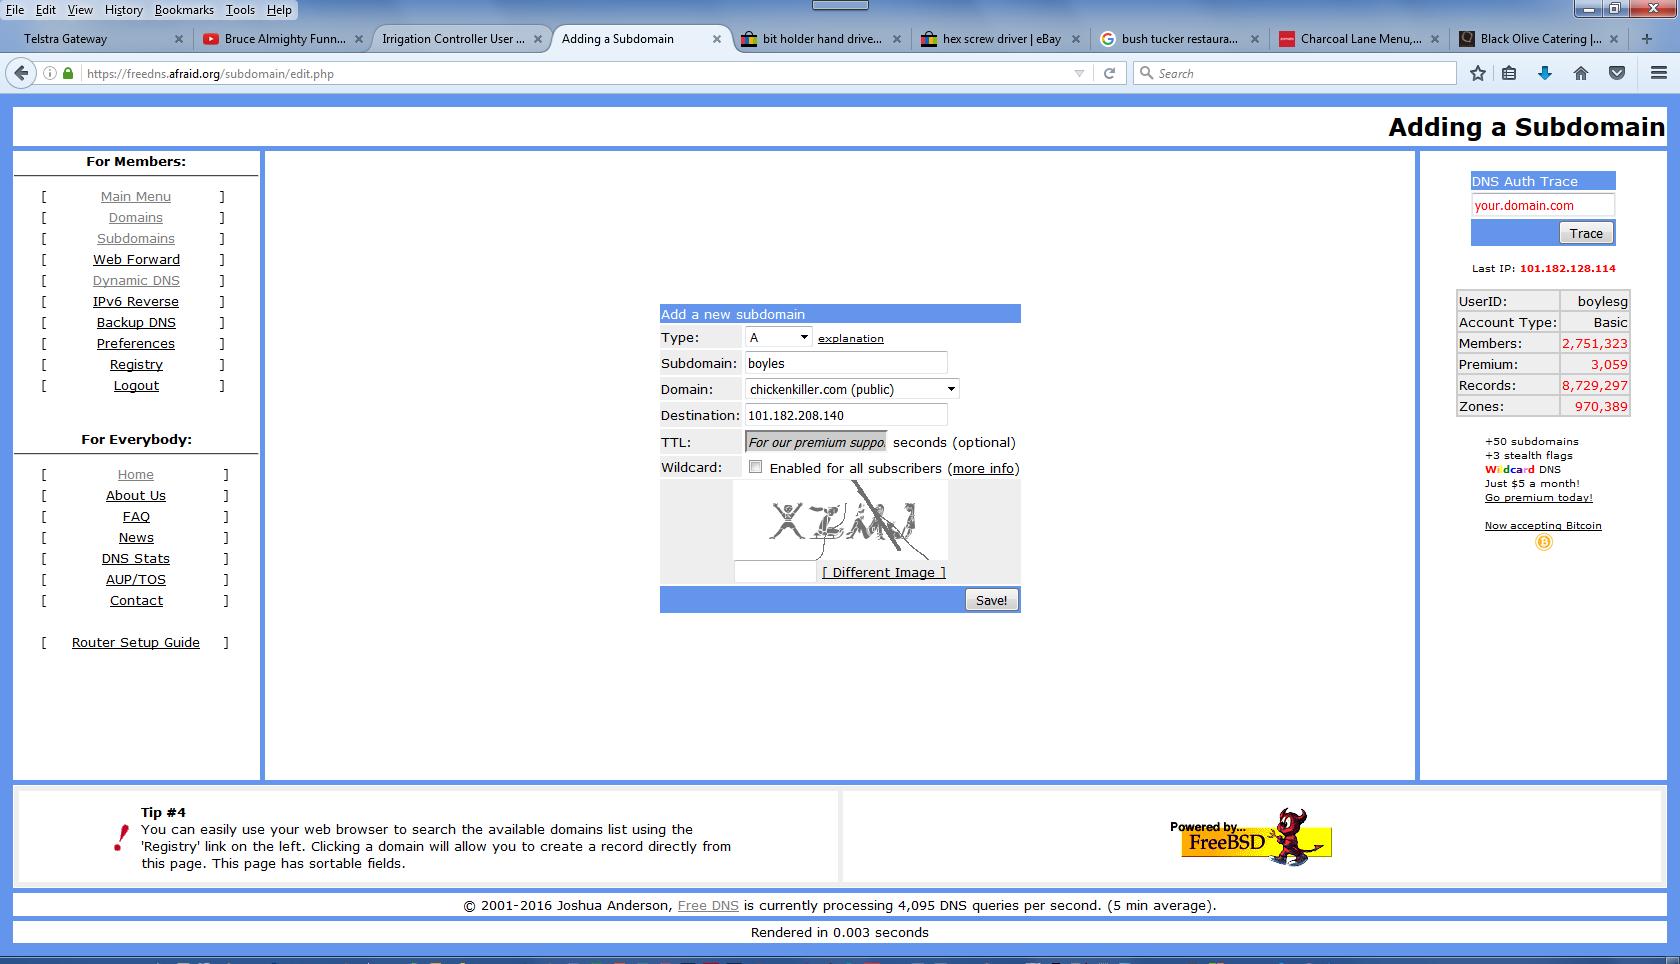 File Edit View History Bookmarks Tools Help
Telstra Gateway
Bruce Almighty Funn...
Irrigation Controller User ...
Adding a Subdomain
bit holder hand drive...
hex screw driver | eBay
bush tucker restaura...
Charcoal Lane Menu,...
Black Olive Catering |...
https://freedns.afraid.org/subdomain/edit.php
Search
Adding a Subdomain
For Members:
[ Main Menu ]
[ Domains ]
[ Subdomains ]
[ Web Forward ]
[ Dynamic DNS ]
[ IPv6 Reverse ]
[ Backup DNS ]
[ Preferences ]
[ Registry ]
[ Logout ]
For Everybody:
[ Home ]
[ About Us ]
[ FAQ ]
[ News ]
[ DNS Stats ]
[ AUP/TOS ]
[ Contact ]
[ Router Setup Guide ]
Add a new subdomain
Type: A explanation
Subdomain: boyles
Domain: chickenkiller.com (public)
Destination: 101.182.208.140
TTL: For our premium suppo seconds (optional)
Wildcard: Enabled for all subscribers (more info)
[ Different Image ]
Save!
DNS Auth Trace
your.domain.com
Trace
Last IP: 101.182.128.114
UserID: boylesg
Account Type: Basic
Members: 2,751,323
Premium: 3,059
Records: 8,729,297
Zones: 970,389
+50 subdomains
+3 stealth flags
Wildcard DNS
Just $5 a month!
Go premium today!
Now accepting Bitcoin
Tip #4
You can easily use your web browser to search the available domains list using the
'Registry' link on the left. Clicking a domain will allow you to create a record directly from
this page. This page has sortable fields.
Powered by...
FreeBSD
© 2001-2016 Joshua Anderson, Free DNS is currently processing 4,095 DNS queries per second. (5 min average).
Rendered in 0.003 seconds